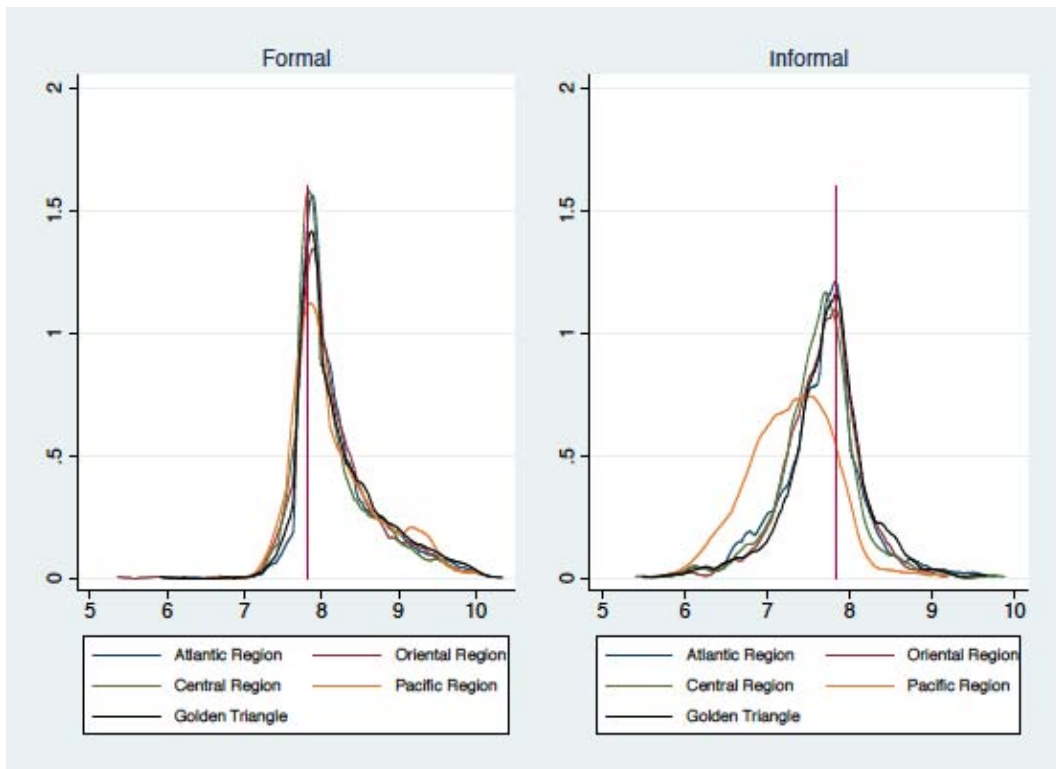 Formal
2
1.5
1
.5
0
5 6 7 8 9 10
Atlantic Region Oriental Region
Central Region Pacific Region
Golden Triangle
Informal
2
1.5
1
.5
0
5 6 7 8 9 10
Atlantic Region Oriental Region
Central Region Pacific Region
Golden Triangle